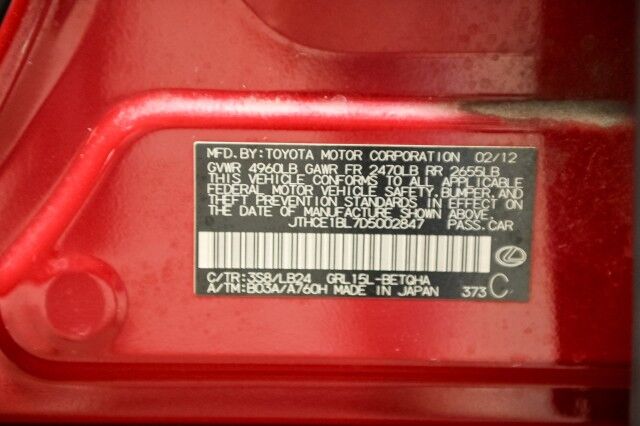 MFD. BY: TOYOTA MOTOR CORPORATION 02/12
GVWR 4960LB GAWR FR 2470LB RR 2655LB
THIS VEHICLE CONFORMS TO ALL APPLICABLE
FEDERAL MOTOR VEHICLE SAFETY, BUMPER, AND
THEFT PREVENTION STANDARDS IN EFFECT ON
THE DATE OF MANUFACTURE SHOWN ABOVE.
JTHCE1BL7D5002847 PASS. CAR
C/TR: 3S8/LB24 GRL15L-BETQHA
A/TM: B03A/A760H MADE IN JAPAN 373 C